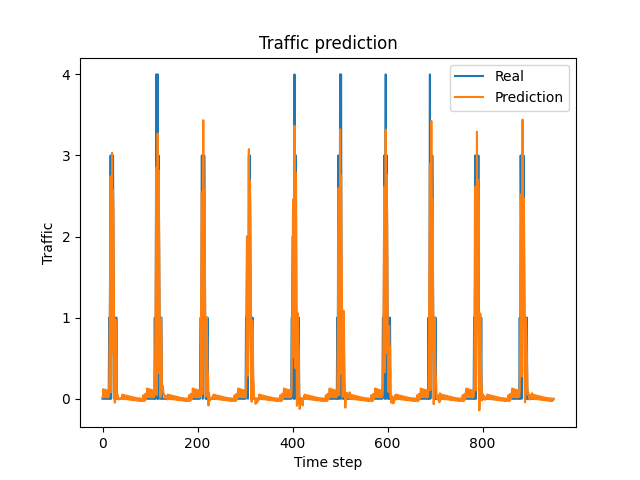 Traffic prediction
Real
Prediction
4
3
2
1
0
Traffic
0 200 400 600 800
Time step